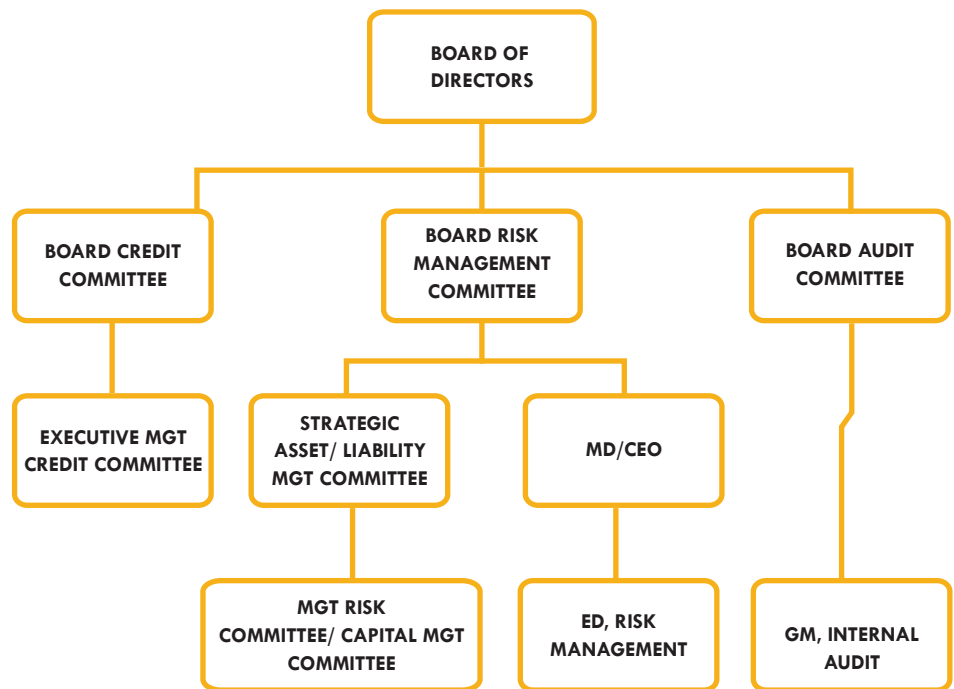 BOARD OF
DIRECTORS
BOARD CREDIT
COMMITTEE
BOARD RISK
MANAGEMENT
COMMITTEE
BOARD AUDIT
COMMITTEE
EXECUTIVE MGT
CREDIT COMMITTEE
STRATEGIC
ASSET/ LIABILITY
MGT COMMITTEE
MD/CEO
MGT RISK
COMMITTEE/ CAPITAL MGT
COMMITTEE
ED, RISK
MANAGEMENT
GM, INTERNAL
AUDIT